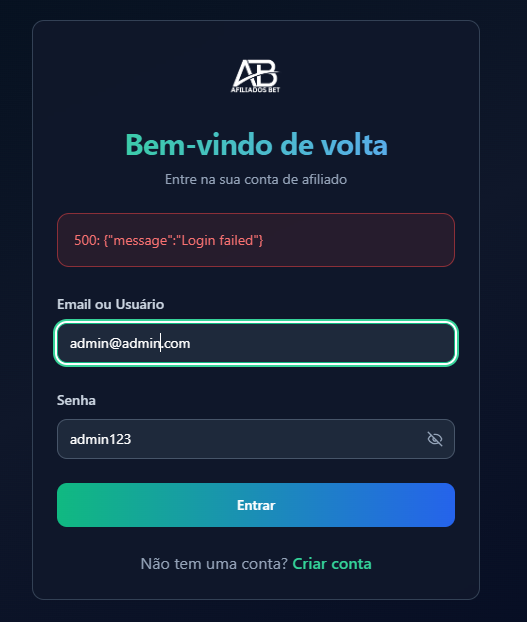 AB
AFILIADOS BET
Bem-vindo de volta
Entre na sua conta de afiliado
500: {"message":"Login failed"}
Email ou Usuário
admin@admin.com
Senha
admin123
Entrar
Não tem uma conta? Criar conta